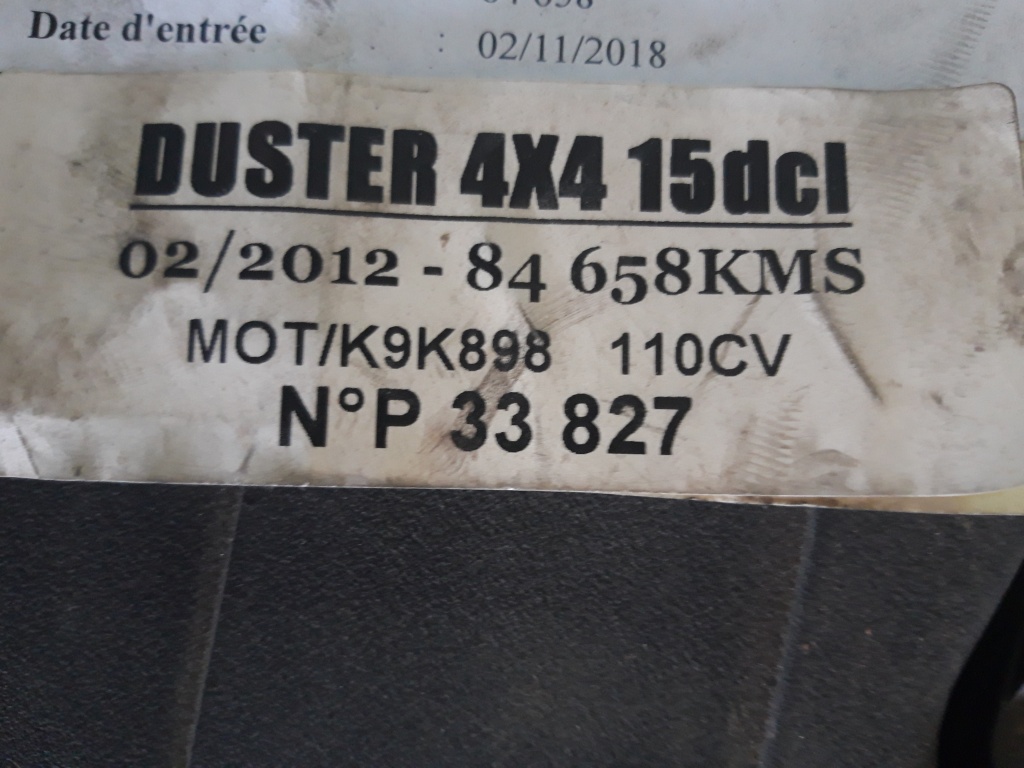 Date d'entrée : 02/11/2018
DUSTER 4X4 15dcl
02/2012 - 84 658KMS
MOT/K9K898 110CV
N°P 33 827